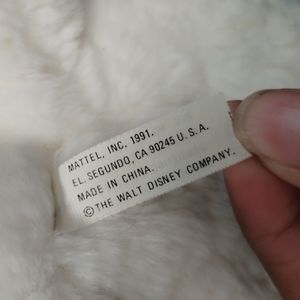 MATTEL, INC. 1991.
EL. SEGUNDO, CA 90245 U.S.A.
MADE IN CHINA.
© THE WALT DISNEY COMPANY.